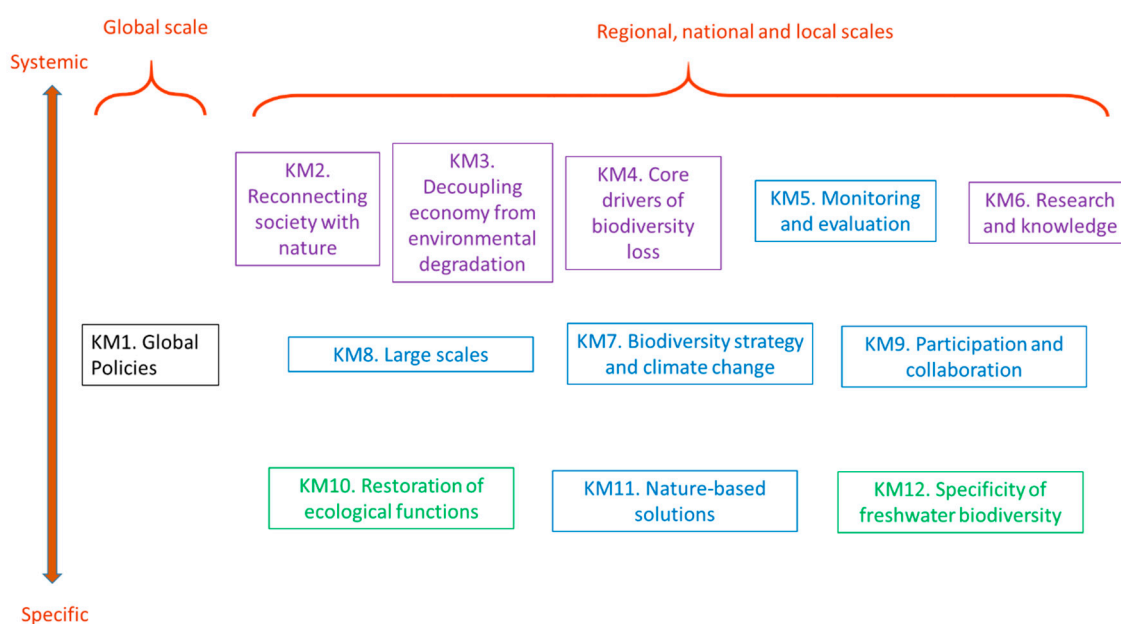 Global scale
Regional, national and local scales
Systemic
KM2.
Reconnecting
society with
nature
KM3.
Decoupling
economy from
environmental
degradation
KM4. Core
drivers of
biodiversity
loss
KM5. Monitoring
and evaluation
KM6. Research
and knowledge
KM1. Global
Policies
KM8. Large scales
KM7. Biodiversity strategy
and climate change
KM9. Participation and
collaboration
KM10. Restoration of
ecological functions
KM11. Nature-based
solutions
KM12. Specificity of
freshwater biodiversity
Specific